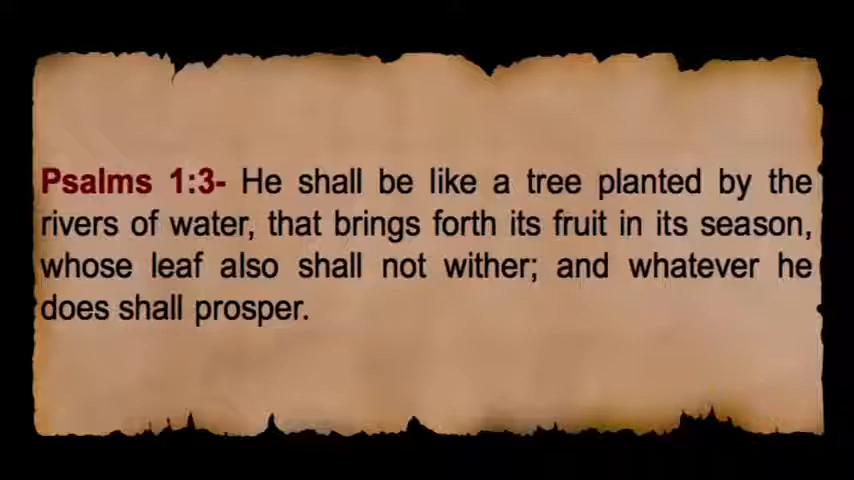 Psalms 1:3- He shall be like a tree planted by the
rivers of water, that brings forth its fruit in its season,
whose leaf also shall not wither; and whatever he
does shall prosper.